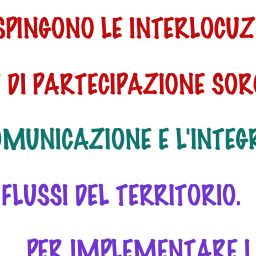 SPINGONO LE INTERLOCUZ
DI PARTECIPAZIONE SOR
OMUNICAZIONE E L'INTEGR
FLUSSI DEL TERRITORIO.
PER IMPLEMENTARE I